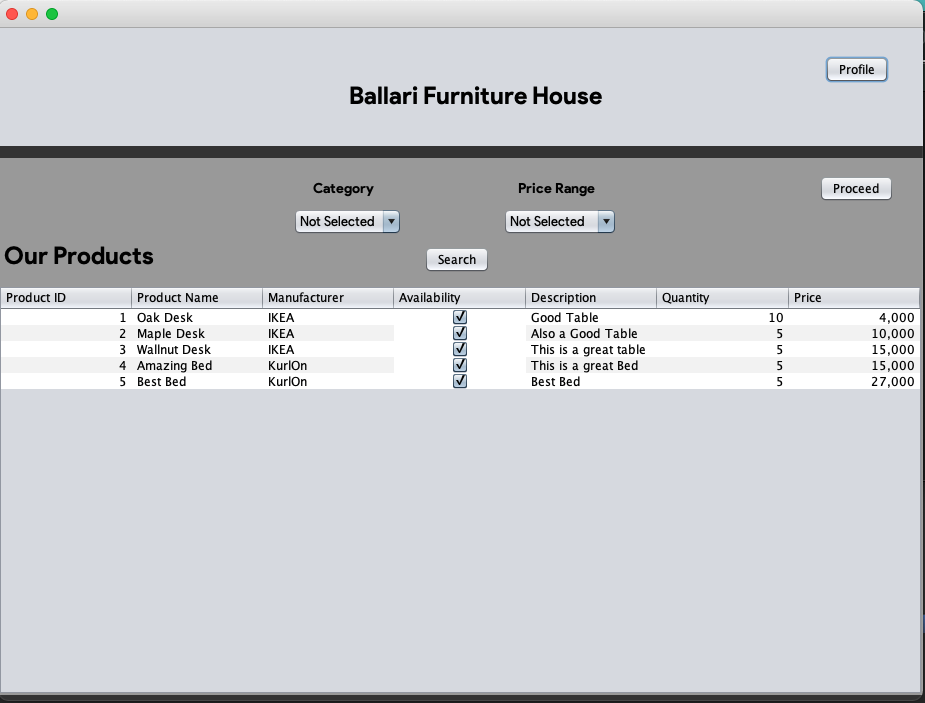 Profile
Ballari Furniture House
Category Price Range Proceed
Not Selected Not Selected
Our Products Search
Product ID Product Name Manufacturer Availability Description Quantity Price
1 Oak Desk IKEA Good Table 10 4,000
2 Maple Desk IKEA Also a Good Table 5 10,000
3 Wallnut Desk IKEA This is a great table 5 15,000
4 Amazing Bed KurlOn This is a great Bed 5 15,000
5 Best Bed KurlOn Best Bed 5 27,000